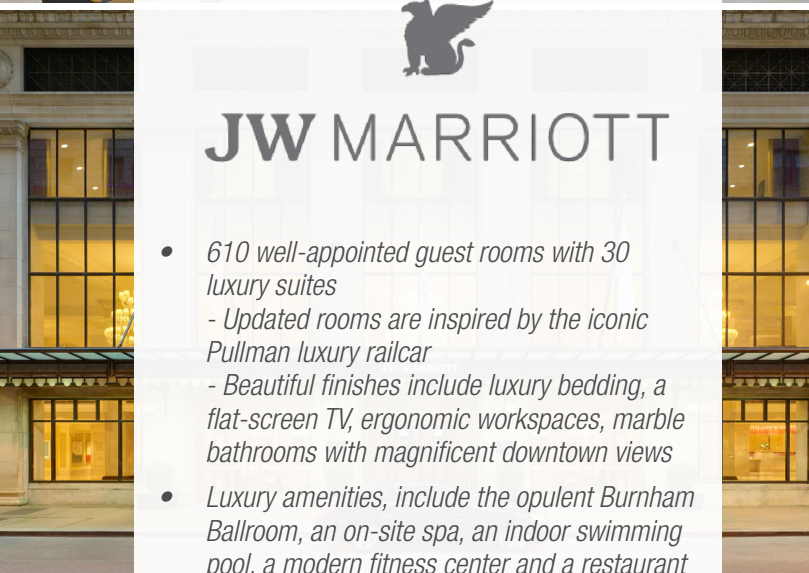 JW MARRIOTT
• 610 well-appointed guest rooms with 30
luxury suites
- Updated rooms are inspired by the iconic
Pullman luxury railcar
- Beautiful finishes include luxury bedding, a
flat-screen TV, ergonomic workspaces, marble
bathrooms with magnificent downtown views
• Luxury amenities, include the opulent Burnham
Ballroom, an on-site spa, an indoor swimming
pool, a modern fitness center and a restaurant